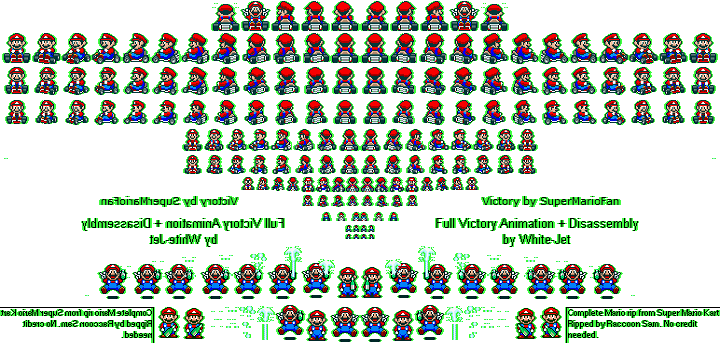 Victory by SuperMarioFan
Victory by SuperMarioFan
Full Victory Animation + Disassembly
by White-Jet
Full Victory Animation + Disassembly
by White-Jet
Complete Mario rip from Super Mario Kart
Ripped by Raccoon Sam. No credit
needed.
Complete Mario rip from Super Mario Kart
Ripped by Raccoon Sam. No credit
needed.